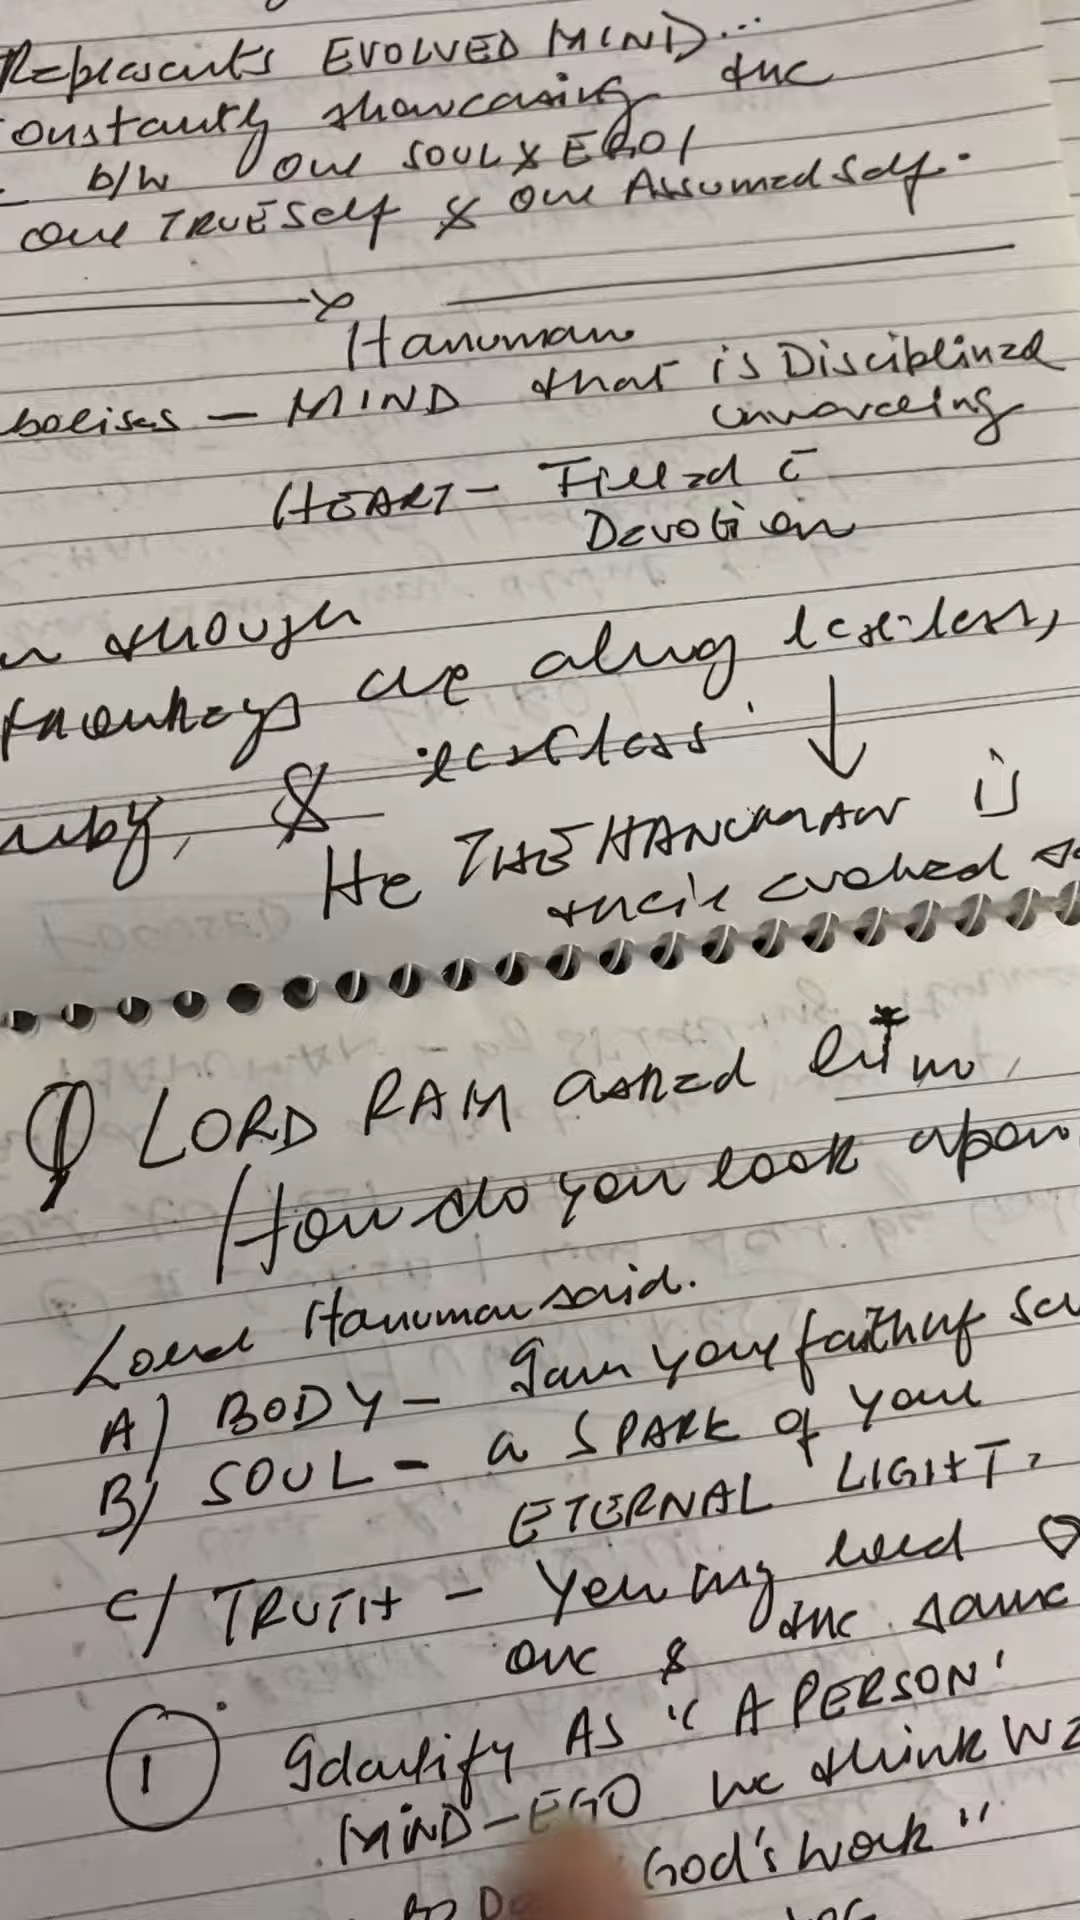 Represents EVOLVED MIND...
constantly showcasing the
b/w our SOUL & EGO/
our TRUE Self & our Assumed Self.
Hanuman
bolises - MIND that is Disciplined
unwavering
HEART - Filled c̄
Devotion
though
monkeys are always restless,
&
He THE HANUMAN is
their evolved
LORD RAM asked him,
How do you look upon
Lord Hanuman said.
A) BODY - I am your faithful
B) SOUL - a SPARK of your
ETERNAL LIGHT.
C/ TRUTH - You my lord
one & the same
1 Identify AS "A PERSON'
MIND-EGO we think WE
God's work"